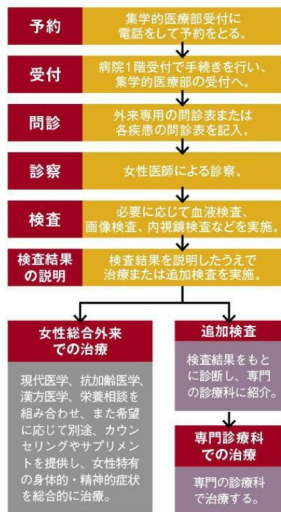 予約
集学的医療部受付に
電話をして予約をとる。
受付
病院1階受付で手続きを行い、
集学的医療部の受付へ。
問診
外来専用の問診表または
各疾患の問診表を記入。
診察
女性医師による診察。
検査
必要に応じて血液検査、
画像検査、内視鏡検査などを実施。
検査結果
の説明
検査結果を説明したうえで
治療または追加検査を実施。
女性総合外来
での治療
現代医学、抗加齢医学、
漢方医学、栄養相談を
組み合わせ、また希望
に応じて別途、カウン
セリングやサプリメン
トを提供し、女性特有
の身体的・精神的症状
を総合的に治療。
追加検査
検査結果をもと
に診断し、専門
の診療科に紹介。
専門診療科
での治療
専門の診療科
で治療する。